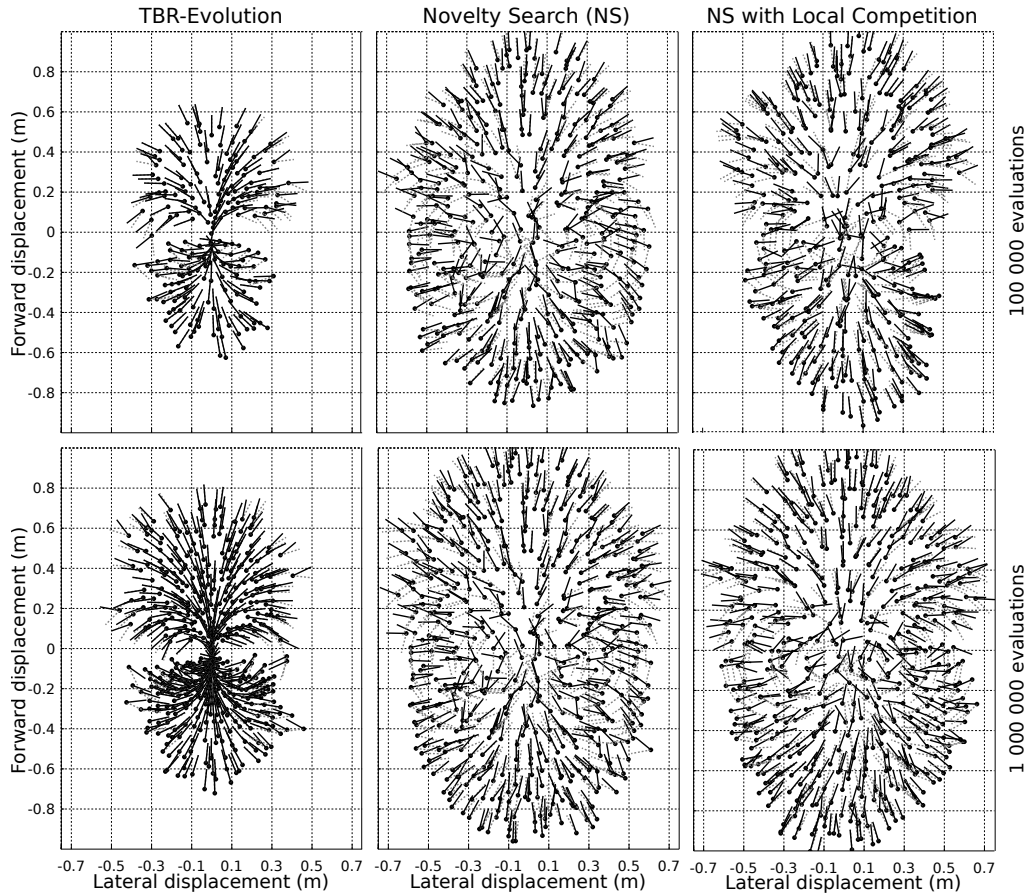 TBR-Evolution
Novelty Search (NS)
NS with Local Competition
0.8
0.6
0.4
0.2
0
-0.2
-0.4
-0.6
-0.8
Forward displacement (m)
100 000 evaluations
0.8
0.6
0.4
0.2
0
-0.2
-0.4
-0.6
-0.8
Forward displacement (m)
1 000 000 evaluations
-0.7 -0.5 -0.3 -0.1 0.1 0.3 0.5 0.7
-0.7 -0.5 -0.3 -0.1 0.1 0.3 0.5 0.7
-0.7 -0.5 -0.3 -0.1 0.1 0.3 0.5 0.7
Lateral displacement (m)
Lateral displacement (m)
Lateral displacement (m)